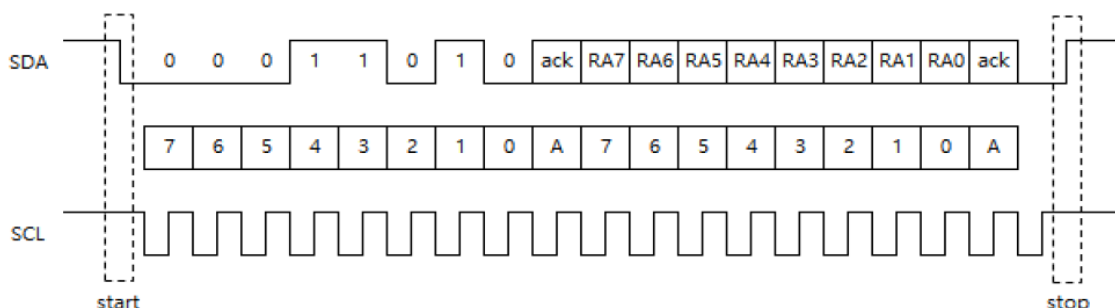 SDA 0 0 0 1 1 0 1 0 ack RA7 RA6 RA5 RA4 RA3 RA2 RA1 RA0 ack
7 6 5 4 3 2 1 0 A 7 6 5 4 3 2 1 0 A
SCL
start stop